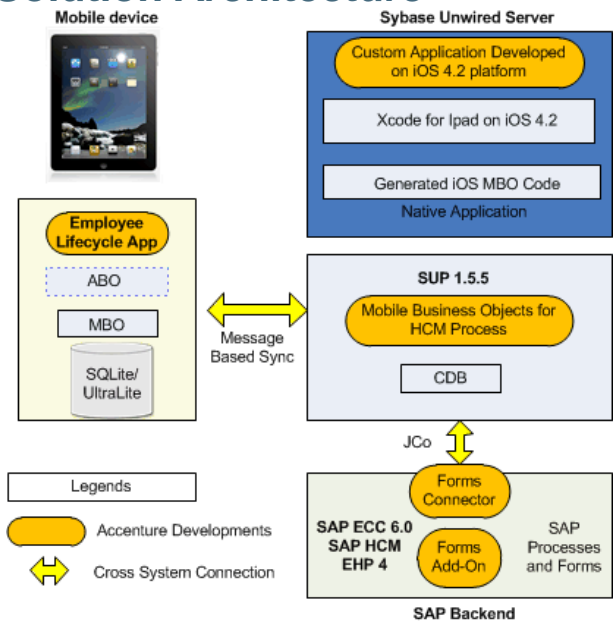 Solution Architecture
Mobile device
Sybase Unwired Server
Custom Application Developed
on iOS 4.2 platform
Xcode for Ipad on iOS 4.2
Generated iOS MBO Code
Native Application
Employee
Lifecycle App
ABO
MBO
SQLite/
UltraLite
Message
Based Sync
SUP 1.5.5
Mobile Business Objects for
HCM Process
CDB
JCo
Forms
Connector
SAP ECC 6.0
SAP HCM
EHP 4
Forms
Add-On
SAP
Processes
and Forms
SAP Backend
Legends
Accenture Developments
Cross System Connection